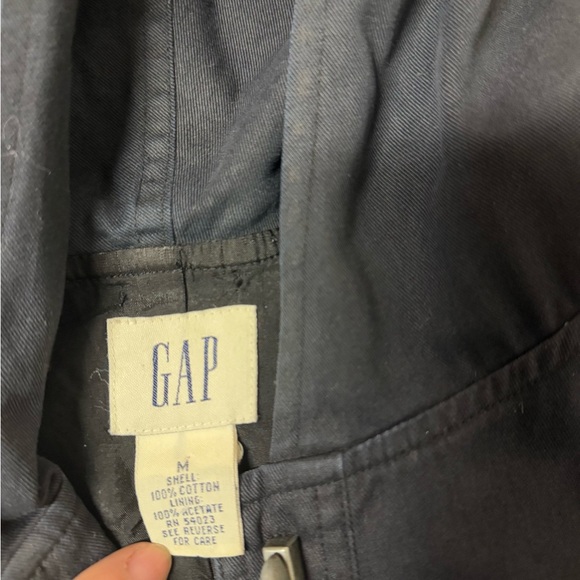 GAP
M
SHELL:
100% COTTON
LINING:
100% ACETATE
RN 54023
SEE REVERSE
FOR CARE